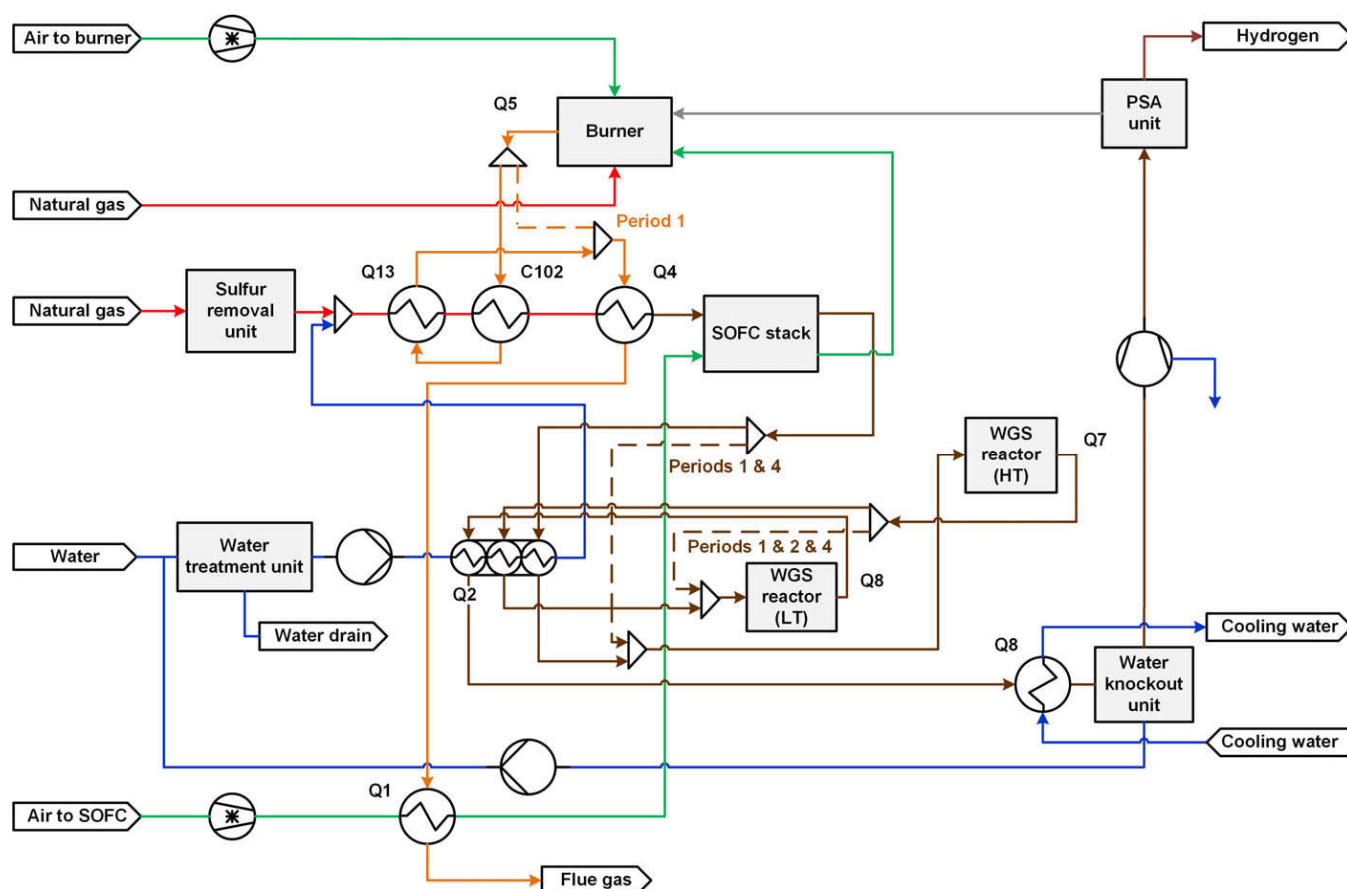 Air to burner
Hydrogen
Q5
PSA
unit
Burner
Natural gas
Period 1
Q13
C102
Q4
Natural gas
Sulfur
removal
unit
SOFC stack
WGS
reactor
(HT)
Q7
Periods 1 & 4
Water
Water
treatment unit
Periods 1 & 2 & 4
WGS
reactor
(LT)
Q8
Q2
Water drain
Cooling water
Q8
Water
knockout
unit
Cooling water
Q1
Air to SOFC
Flue gas